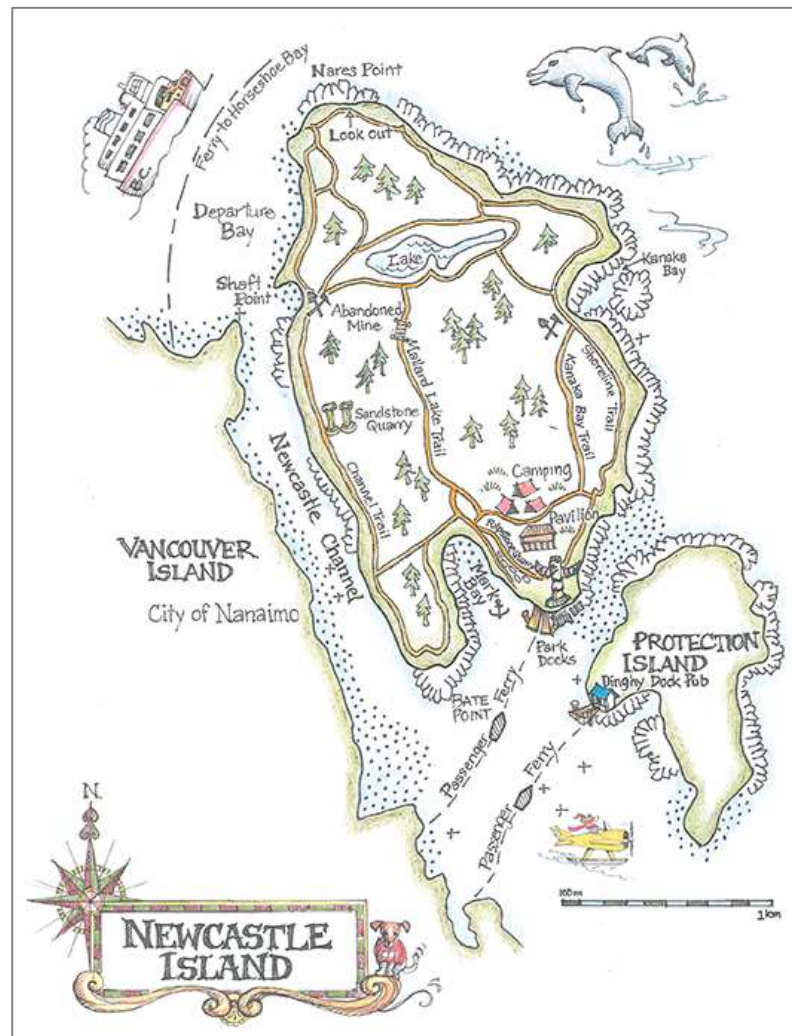 Nares Point
Ferry to Horseshoe Bay
Look out
B.C.
Departure
Bay
Lake
Kanaka
Bay
Shaft
Point
Abandoned
Mine
Mallard Lake Trail
Kanaka Bay Trail
Shoreline Trail
Sandstone
Quarry
Channel Trail
Newcastle Channel
Camping
Pavilion
VANCOUVER
ISLAND
City of Nanaimo
Mark
Bay
Park
Docks
PROTECTION
ISLAND
Dinghy Dock Pub
BATE
POINT
Passenger Ferry
Passenger Ferry
N.
100m
1km
NEWCASTLE
ISLAND